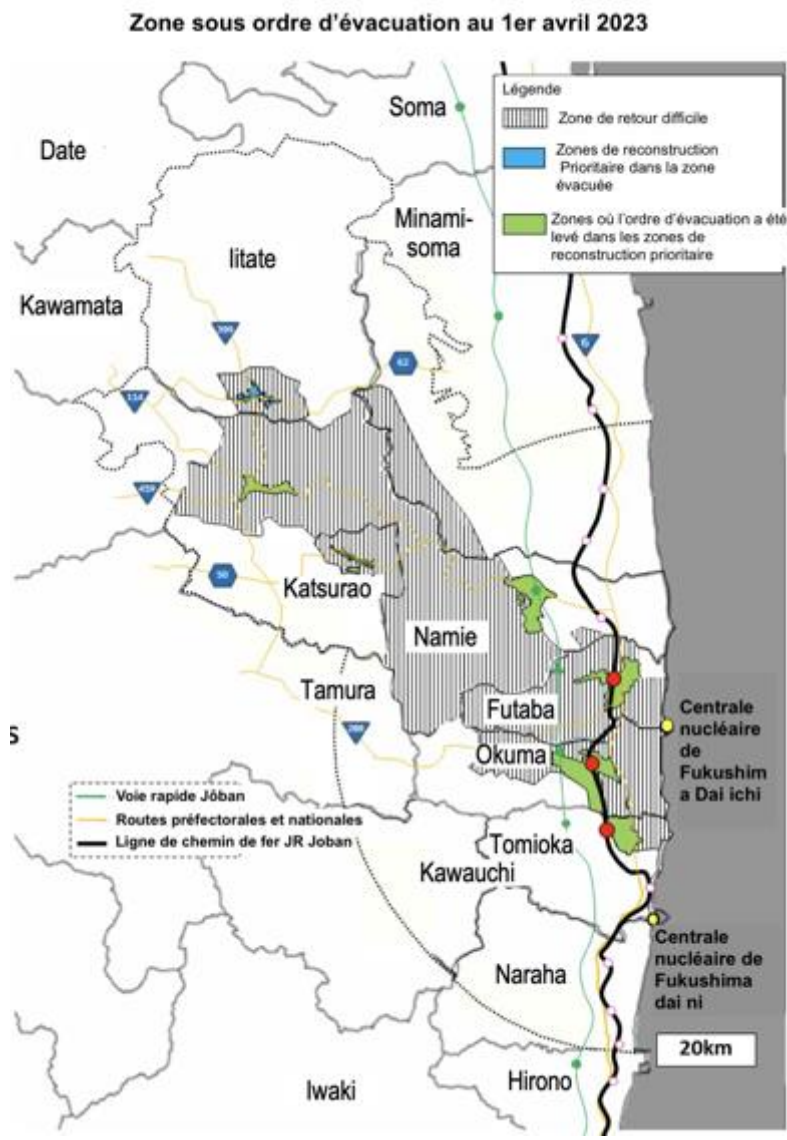 Zone sous ordre d'évacuation au 1er avril 2023
Légende
Zone de retour difficile
Zones de reconstruction
Prioritaire dans la zone
évacuée
Zones où l'ordre d'évacuation a été
levé dans les zones de
reconstruction prioritaire
Soma
Date
Minami-
soma
Iitate
Kawamata
399
62
6
114
459
50
Katsurao
Namie
Tamura
Futaba
Centrale
nucléaire
de
Fukushim
a Dai ichi
288
Okuma
s
Voie rapide Jôban
Routes préfectorales et nationales
Ligne de chemin de fer JR Joban
Tomioka
Kawauchi
Centrale
nucléaire de
Fukushima
dai ni
Naraha
20km
Hirono
Iwaki